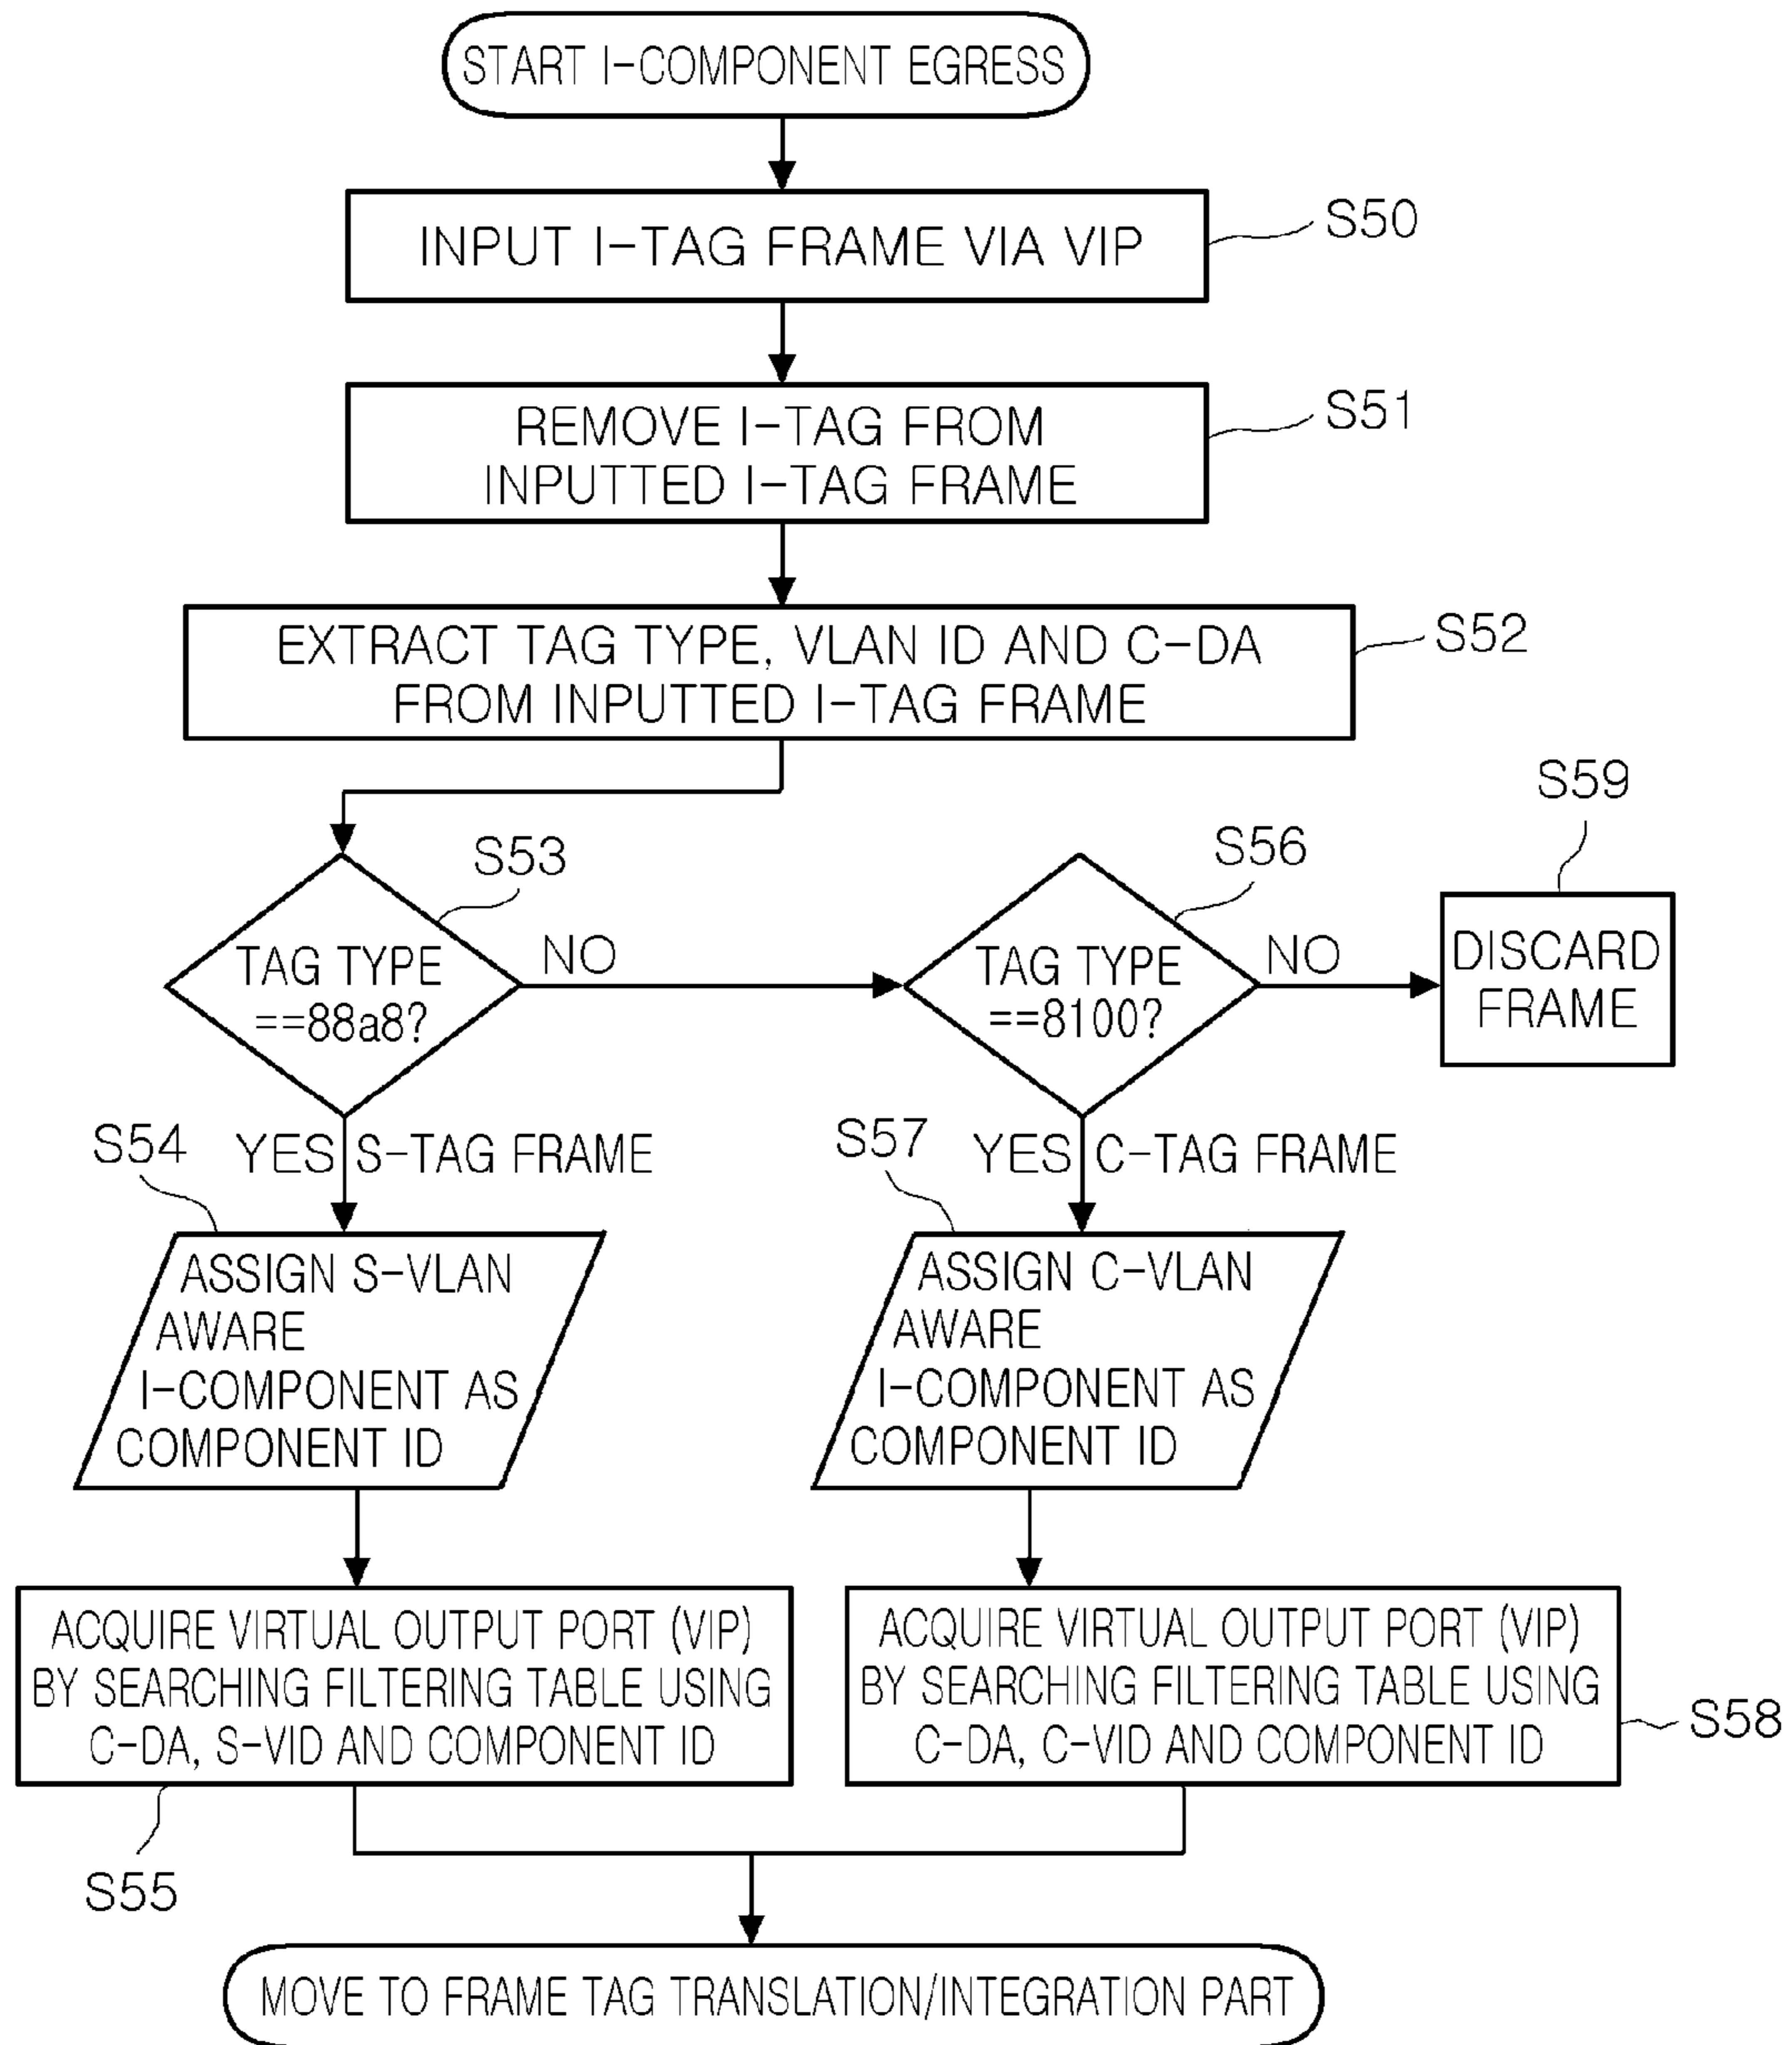 START I-COMPONENT EGRESS
INPUT I-TAG FRAME VIA VIP
S50
REMOVE I-TAG FROM
INPUTTED I-TAG FRAME
S51
EXTRACT TAG TYPE, VLAN ID AND C-DA
FROM INPUTTED I-TAG FRAME
S52
S53
TAG TYPE
==88a8?
NO
S56
TAG TYPE
==8100?
NO
S59
DISCARD
FRAME
S54
YES S-TAG FRAME
S57
YES C-TAG FRAME
ASSIGN S-VLAN
AWARE
I-COMPONENT AS
COMPONENT ID
ASSIGN C-VLAN
AWARE
I-COMPONENT AS
COMPONENT ID
ACQUIRE VIRTUAL OUTPUT PORT (VIP)
BY SEARCHING FILTERING TABLE USING
C-DA, S-VID AND COMPONENT ID
S55
ACQUIRE VIRTUAL OUTPUT PORT (VIP)
BY SEARCHING FILTERING TABLE USING
C-DA, C-VID AND COMPONENT ID
S58
MOVE TO FRAME TAG TRANSLATION/INTEGRATION PART